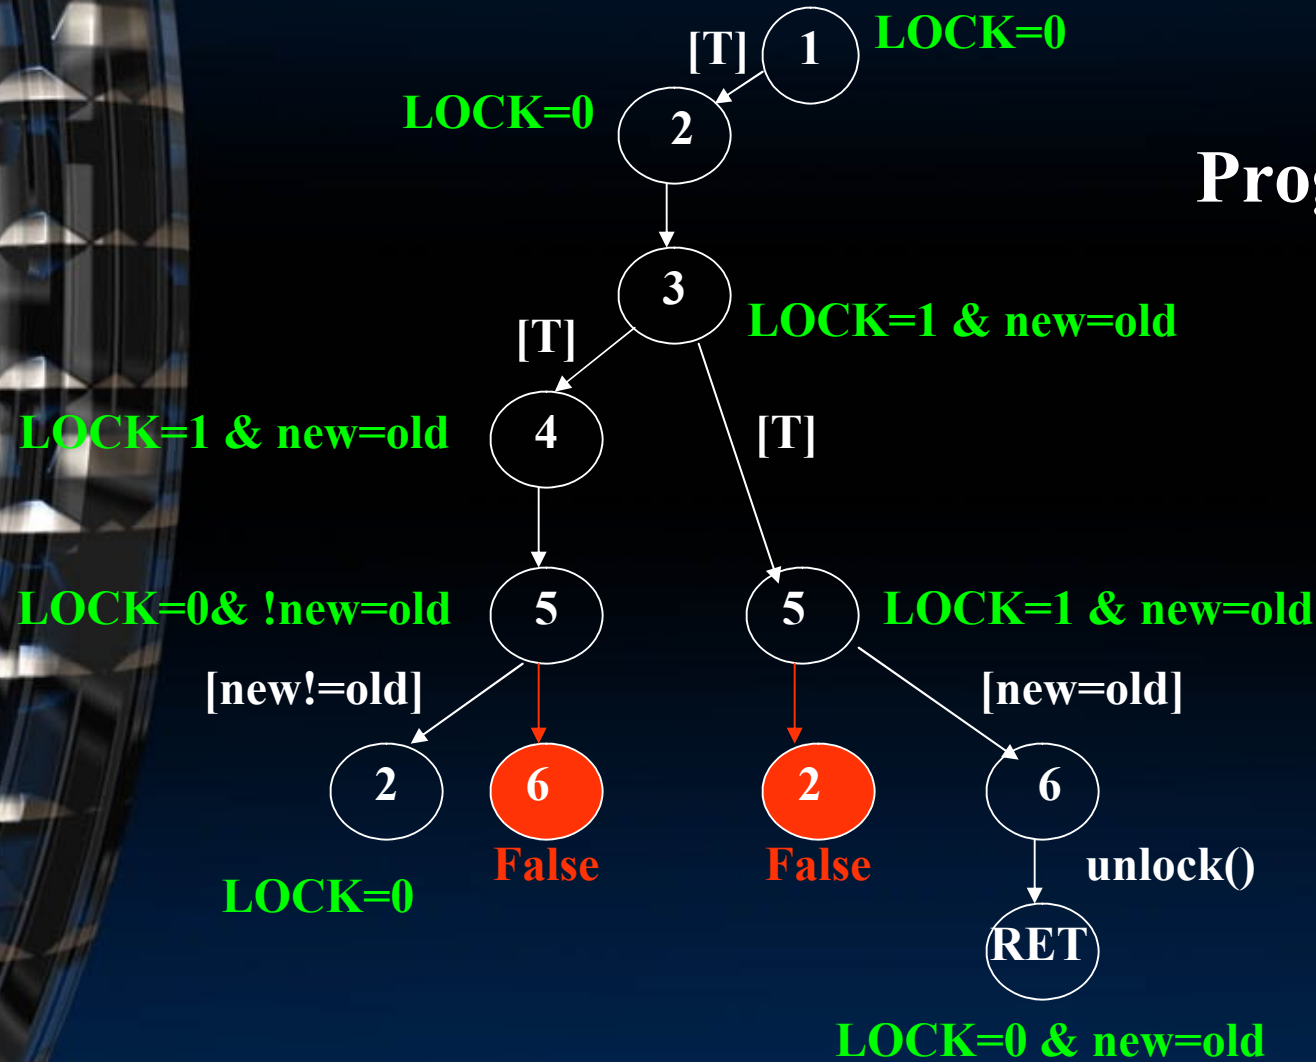 [T]
1
LOCK=0
LOCK=0
2
3
LOCK=1 & new=old
[T]
[T]
LOCK=1 & new=old
4
LOCK=0& !new=old
5
5
LOCK=1 & new=old
[new!=old]
[new=old]
2
6
2
6
False
False
unlock()
LOCK=0
RET
LOCK=0 & new=old